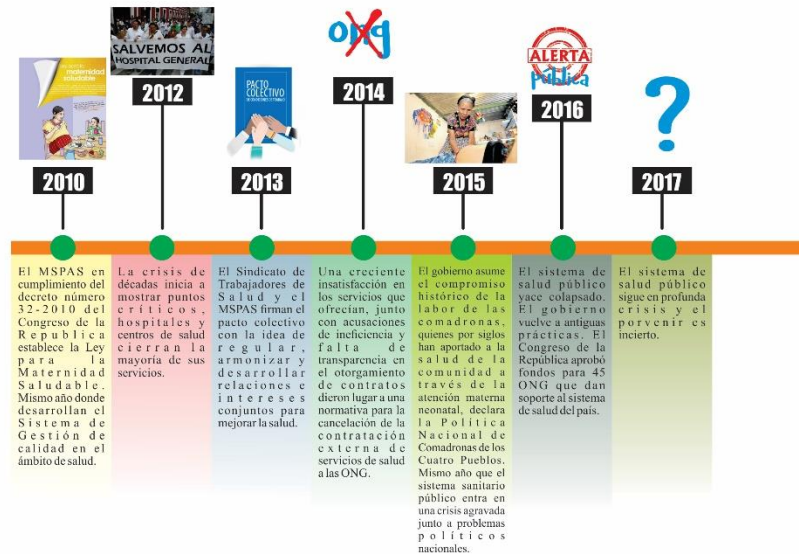 maternidad
saludable
SALVEMOS AL
HOSPITAL GENERAL
PACTO
COLECTIVO
ong
ALERTA
pública
?
2010
2012
2013
2014
2015
2016
2017
El MSPAS en
cumplimiento del
decreto número
32-2010 del
Congreso de la
Republica
establece la Ley
para la
Maternidad
Saludable.
Mismo año donde
desarrollan el
Sistema de
Gestión de
calidad en el
ámbito de salud.
La crisis de
décadas inicia a
mostrar puntos
críticos,
hospitales y
centros de salud
cierran la
mayoría de sus
servicios.
El Sindicato de
Trabajadores de
Salud y el
MSPAS firman el
pacto colectivo
con la idea de
regular,
armonizar y
desarrollar
relaciones e
intereses
conjuntos para
mejorar la salud.
Una creciente
insatisfacción en
los servicios que
ofrecían, junto
con acusaciones
de ineficiencia y
falta de
transparencia en
el otorgamiento
de contratos
dieron lugar a una
normativa para la
cancelación de la
contratación
externa de
servicios de salud
a las ONG.
El gobierno asume
el compromiso
histórico de la
labor de las
comadronas,
quienes por siglos
han aportado a la
salud de la
comunidad a
través de la
atención materna
neonatal, declara
la Política
Nacional de
Comadronas de los
Cuatro Pueblos.
Mismo año que el
sistema sanitario
público entra en
una crisis agravada
junto a problemas
políticos
nacionales.
El sistema de
salud público
yace colapsado.
El gobierno
vuelve a antiguas
prácticas. El
Congreso de la
República aprobó
fondos para 45
ONG que dan
soporte al sistema
de salud del país.
El sistema de
salud público
sigue en profunda
crisis y el
porvenir es
incierto.